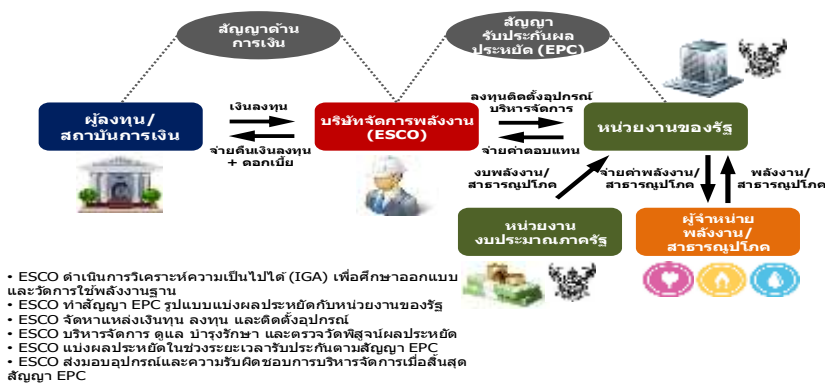 สัญญาด้าน
การเงิน
สัญญา
รับประกันผล
ประหยัด (EPC)
ผู้ลงทุน/
สถาบันการเงิน
เงินลงทุน
จ่ายคืนเงินลงทุน
+ ดอกเบี้ย
บริษัทจัดการพลังงาน
(ESCO)
ลงทุนติดตั้งอุปกรณ์
บริหารจัดการ
จ่ายค่าตอบแทน
หน่วยงานของรัฐ
งบพลังงาน/
สาธารณูปโภค
จ่ายค่าพลังงาน/
สาธารณูปโภค
พลังงาน/
สาธารณูปโภค
หน่วยงาน
งบประมาณภาครัฐ
ผู้จำหน่าย
พลังงาน/
สาธารณูปโภค
• ESCO ดำเนินการวิเคราะห์ความเป็นไปได้ (IGA) เพื่อศึกษาออกแบบ
และวัดการใช้พลังงานฐาน
• ESCO ทำสัญญา EPC รูปแบบแบ่งผลประหยัดกับหน่วยงานของรัฐ
• ESCO จัดหาแหล่งเงินทุน ลงทุน และติดตั้งอุปกรณ์
• ESCO บริหารจัดการ ดูแล บำรุงรักษา และตรวจวัดพิสูจน์ผลประหยัด
• ESCO แบ่งผลประหยัดในช่วงระยะเวลารับประกันตามสัญญา EPC
• ESCO ส่งมอบอุปกรณ์และความรับผิดชอบการบริหารจัดการเมื่อสิ้นสุด
สัญญา EPC